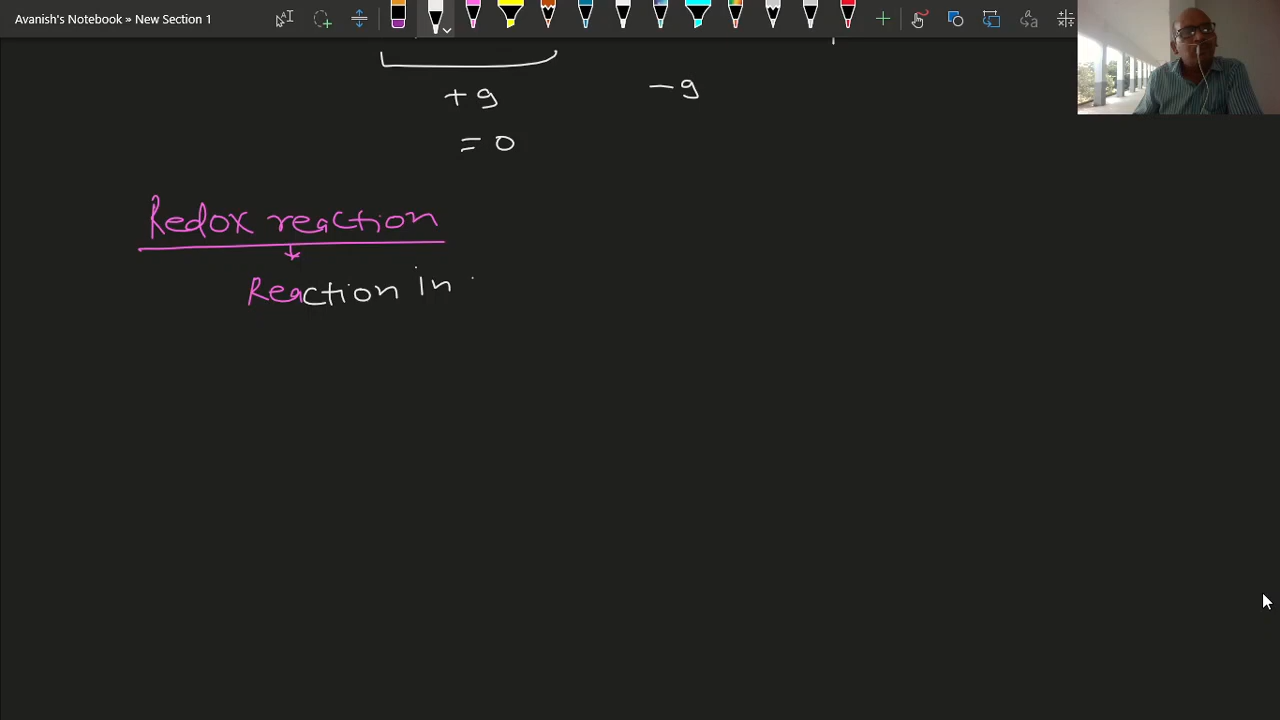 Avanish's Notebook » New Section 1
+9 -9
= 0
Redox reaction
Reaction in